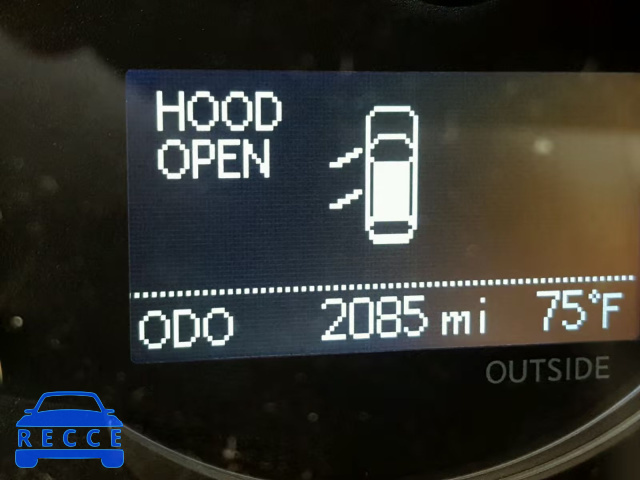 HOOD
OPEN
ODO 2085 mi 75°F
OUTSIDE
RECCE